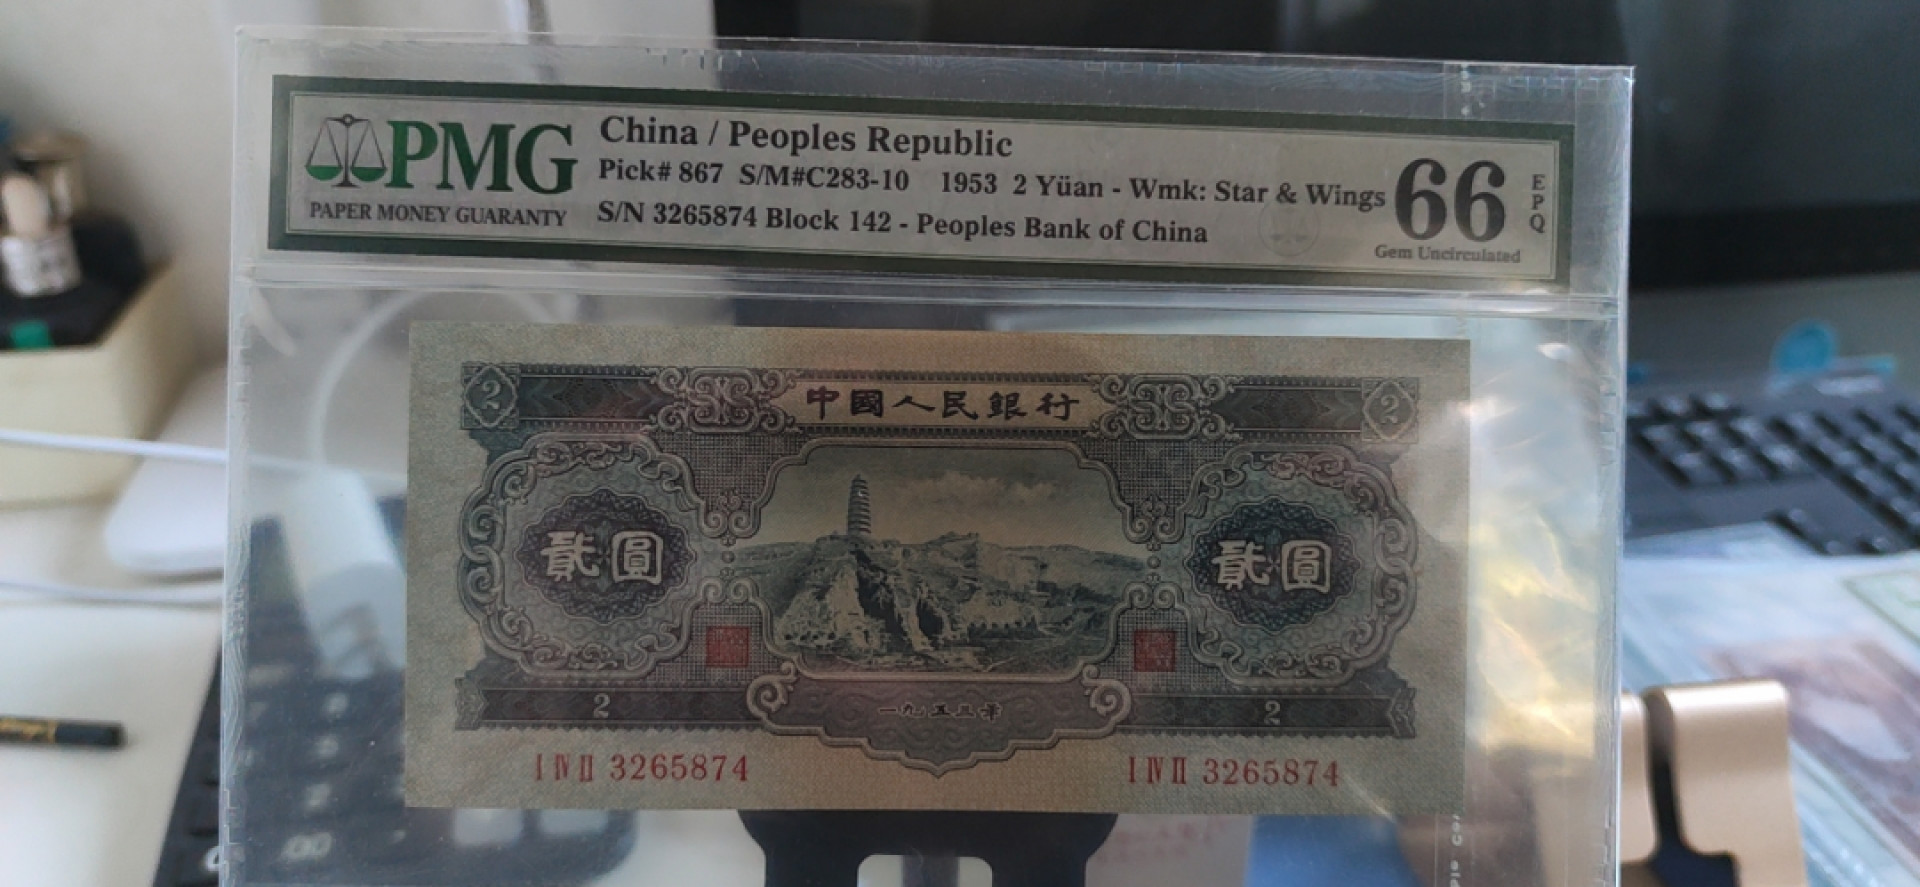 PMG
PAPER MONEY GUARANTY
China / Peoples Republic
Pick# 867 S/M#C283-10 1953 2 Yüan - Wmk: Star & Wings
S/N 3265874 Block 142 - Peoples Bank of China
66
EPQ
Gem Uncirculated
2 中國人民銀行 2
貳圓 貳圓
2 一九五三年 2
I IV II 3265874 I IV II 3265874